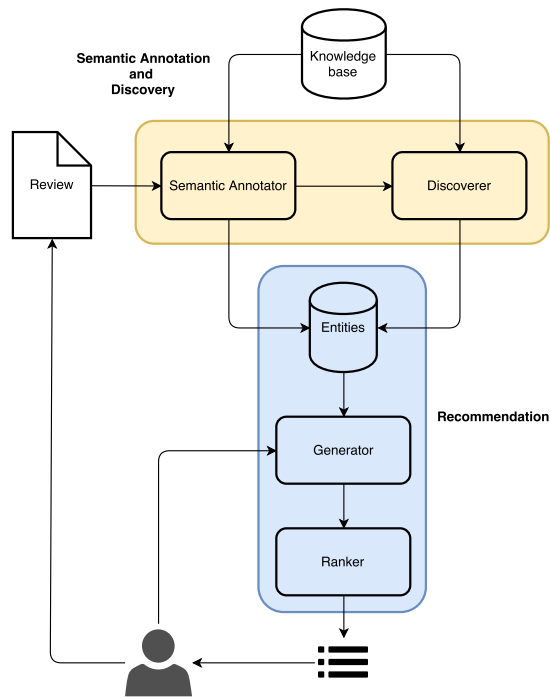 Semantic Annotation
and
Discovery
Knowledge
base
Review
Semantic Annotator
Discoverer
Entities
Recommendation
Generator
Ranker